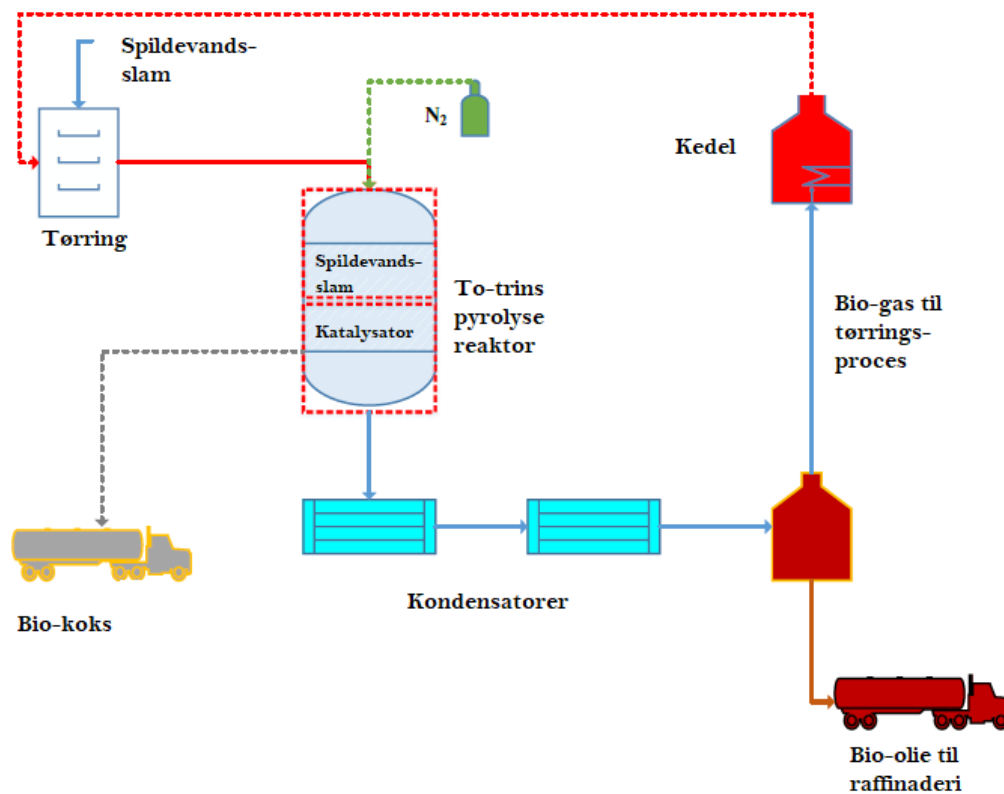 Spildevands-
slam
N₂
Kedel
Tørring
Spildevands-
slam
Katalysator
To-trins
pyrolyse
reaktor
Bio-gas til
tørrings-
proces
Kondensatorer
Bio-koks
Bio-olie til
raffinaderi